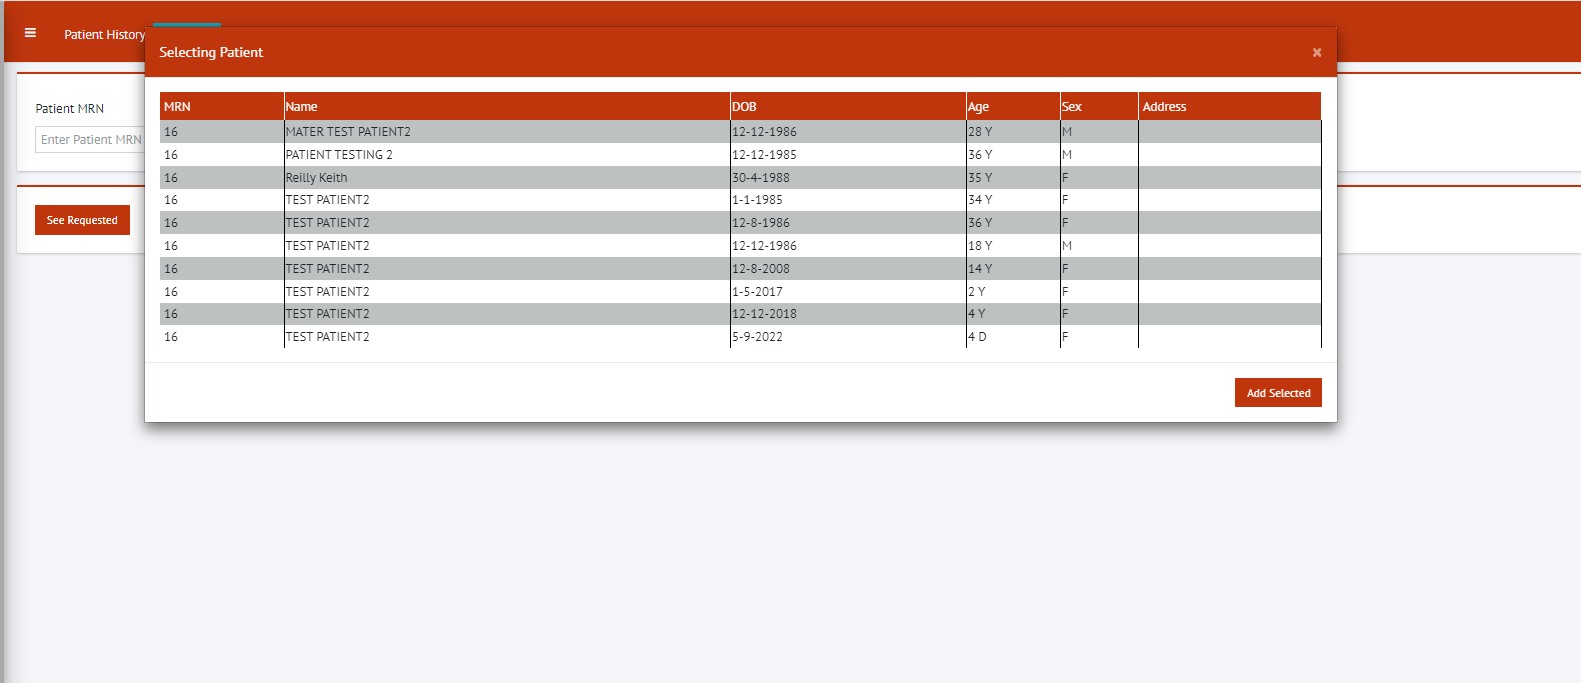 Patient History
Selecting Patient
×
Patient MRN
Enter Patient MRN
See Requested
MRN Name DOB Age Sex Address
16 MATER TEST PATIENT2 12-12-1986 28 Y M
16 PATIENT TESTING 2 12-12-1985 36 Y M
16 Reilly Keith 30-4-1988 35 Y F
16 TEST PATIENT2 1-1-1985 34 Y F
16 TEST PATIENT2 12-8-1986 36 Y F
16 TEST PATIENT2 12-12-1986 18 Y M
16 TEST PATIENT2 12-8-2008 14 Y F
16 TEST PATIENT2 1-5-2017 2 Y F
16 TEST PATIENT2 12-12-2018 4 Y F
16 TEST PATIENT2 5-9-2022 4 D F
Add Selected